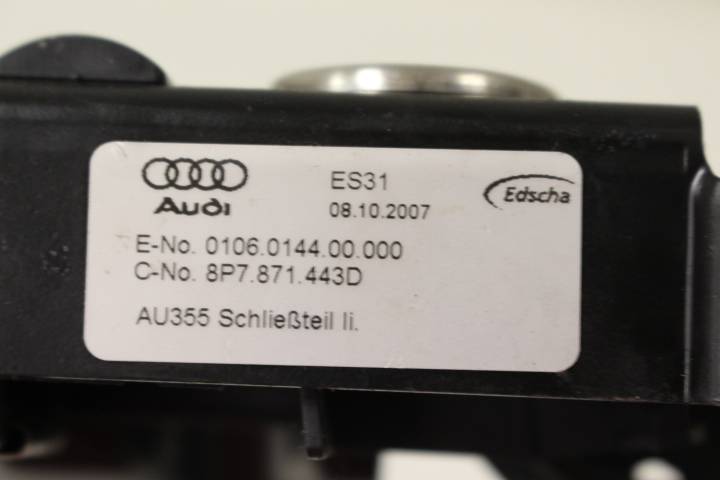 Audi
ES31
08.10.2007
Edscha
E-No. 0106.0144.00.000
C-No. 8P7.871.443D
AU355 Schließteil li.